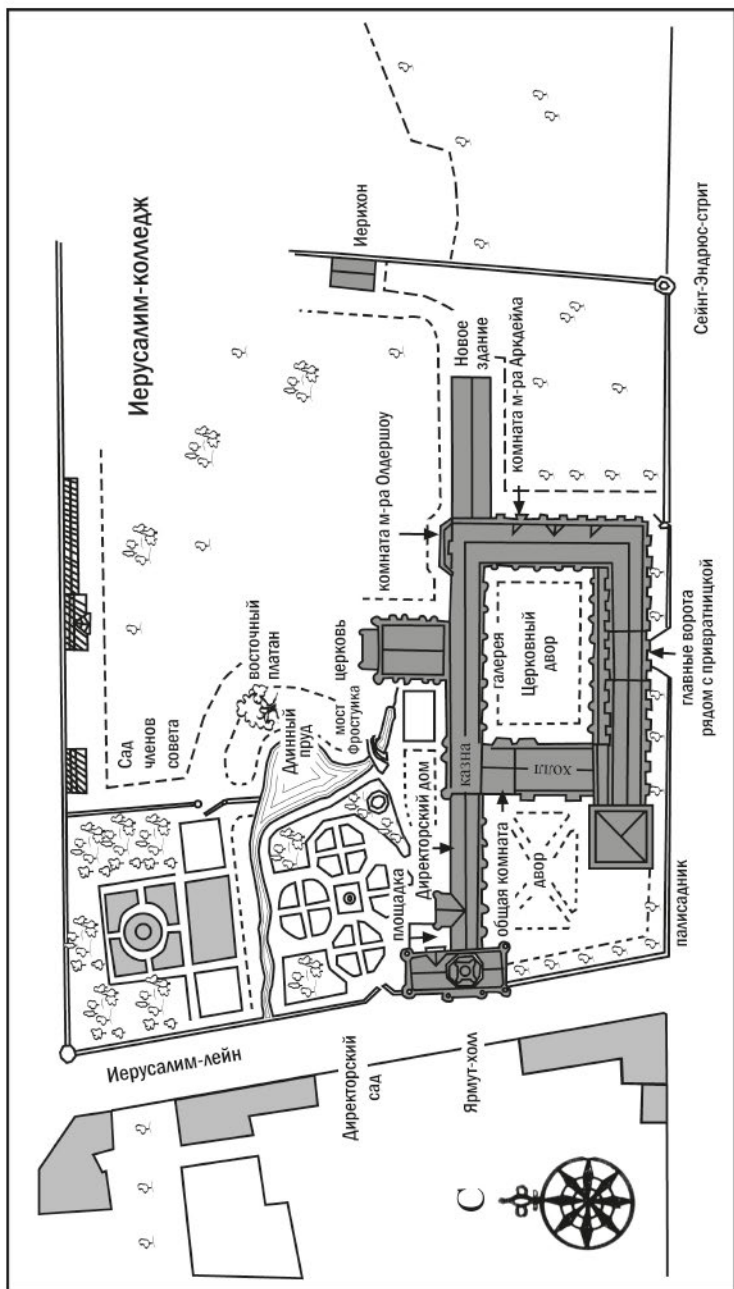 Иерусалим-колледж
Сад
членов
совета
восточный
платан
Длинный
пруд
мост
Фростуика
церковь
комната м-ра Олдершоу
Иерихон
Новое
здание
комната м-ра Аркдейла
Иерусалим-лейн
Директорский
сад
площадка
Директорский дом
казна
галерея
Церковный
двор
холл
общая комната
двор
Ярмут-холл
палисадник
главные ворота
рядом с привратницкой
Сейнт-Эндрюс-стрит
С